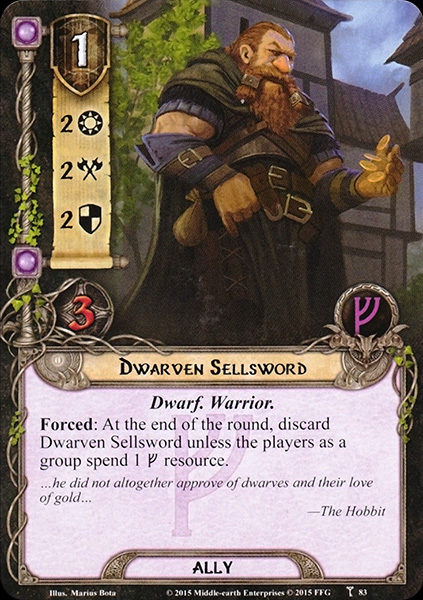 1
2
2
2
3
Dwarven Sellsword
Dwarf. Warrior.
Forced: At the end of the round, discard
Dwarven Sellsword unless the players as a
group spend 1 ᚠ resource.
…he did not altogether approve of dwarves and their love
of gold…
—The Hobbit
ALLY
Illus. Marius Bota © 2015 Middle-earth Enterprises © 2015 FFG 83